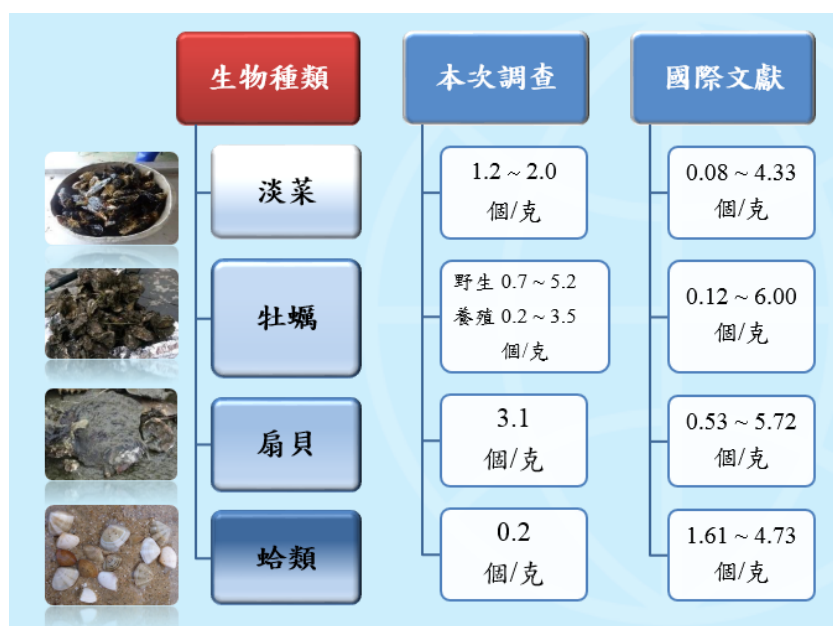 生物種類
本次調查
國際文獻
淡菜
1.2 ~ 2.0
個/克
0.08 ~ 4.33
個/克
牡蠣
野生 0.7 ~ 5.2
養殖 0.2 ~ 3.5
個/克
0.12 ~ 6.00
個/克
扇貝
3.1
個/克
0.53 ~ 5.72
個/克
蛤類
0.2
個/克
1.61 ~ 4.73
個/克